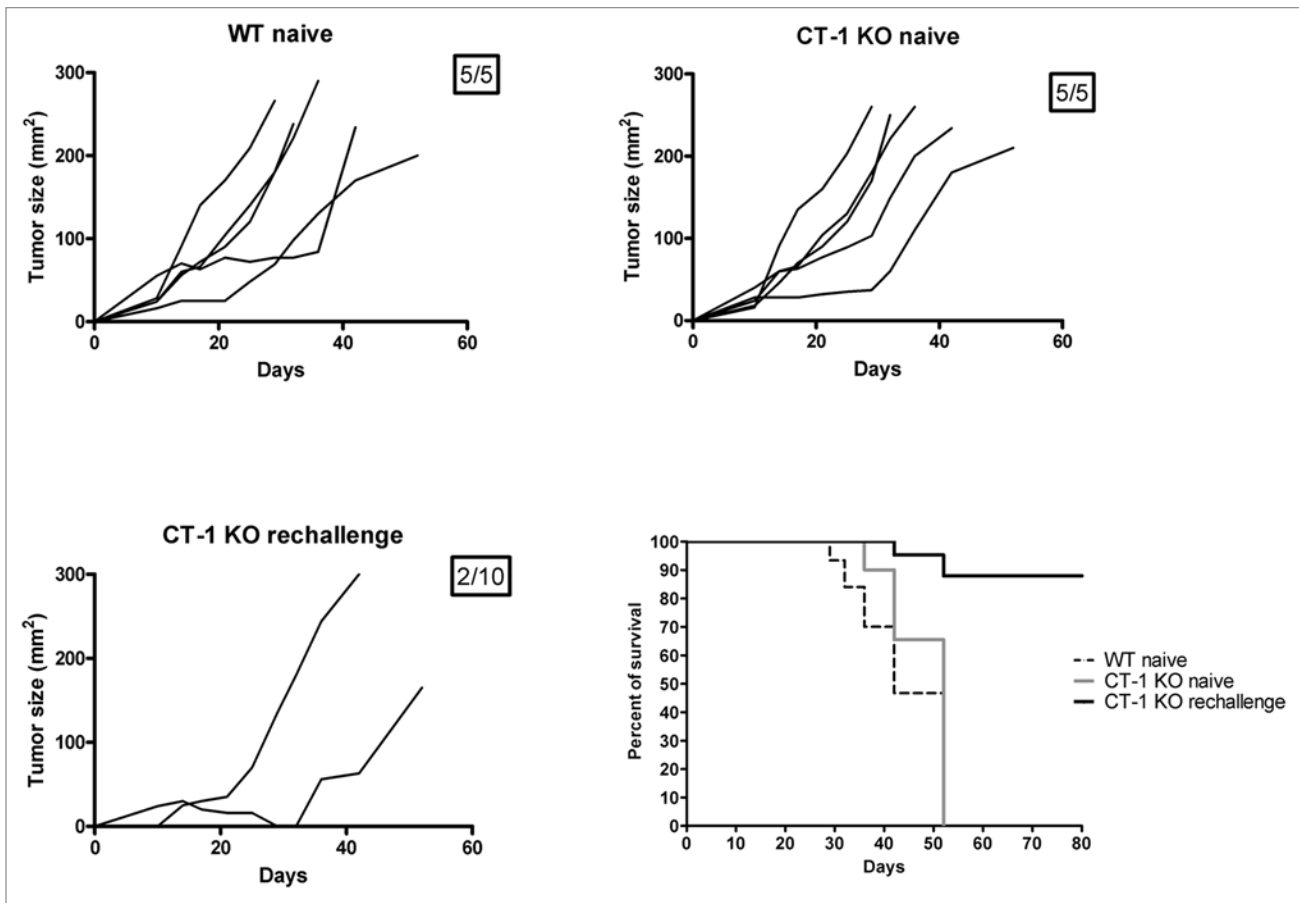 WT naive
5/5
Tumor size (mm²)
300
200
100
0
0 20 40 60
Days
CT-1 KO naive
5/5
Tumor size (mm²)
300
200
100
0
0 20 40 60
Days
CT-1 KO rechallenge
2/10
Tumor size (mm²)
300
200
100
0
0 20 40 60
Days
Percent of survival
100
90
80
70
60
50
40
30
20
10
0
0 10 20 30 40 50 60 70 80
Days
WT naive
CT-1 KO naive
CT-1 KO rechallenge